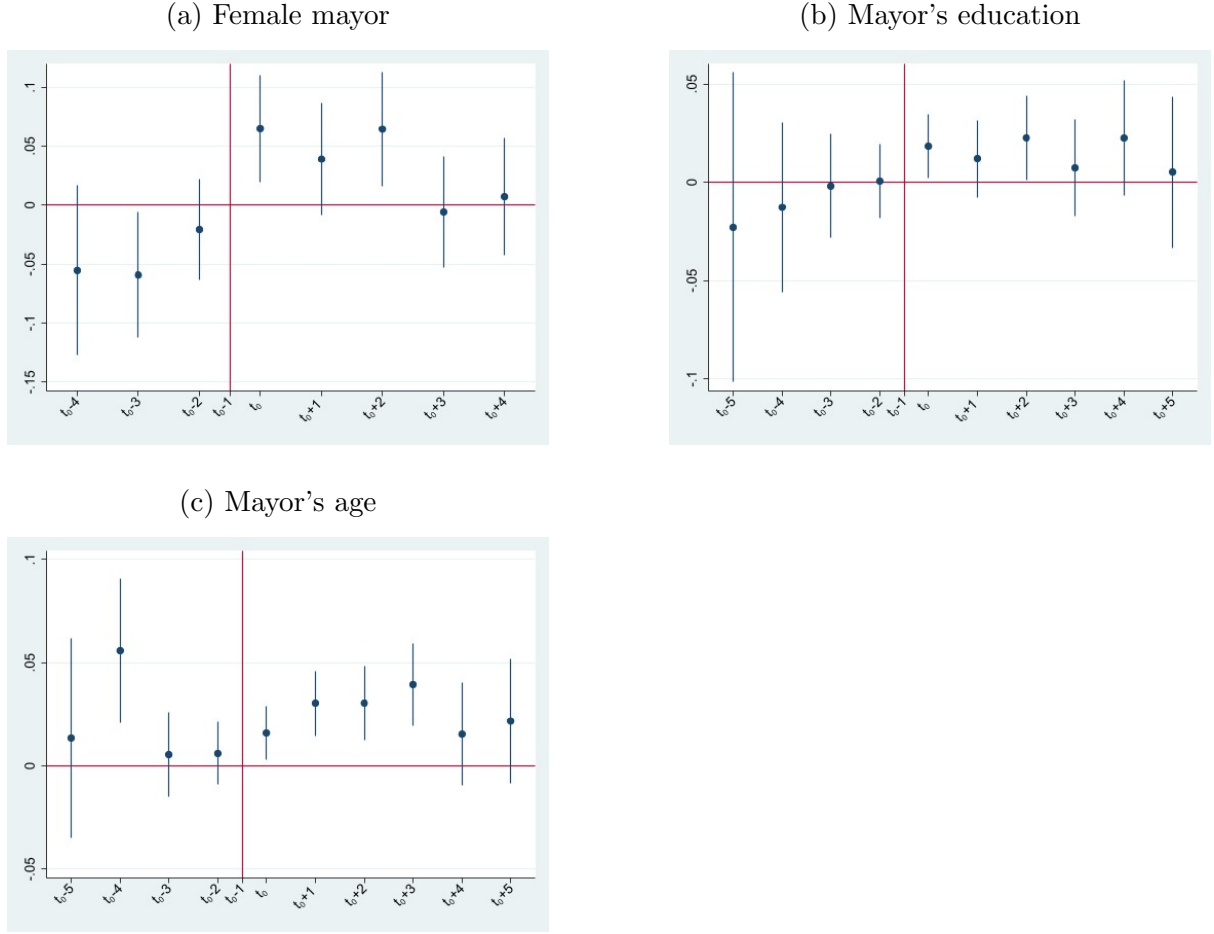 (a) Female mayor
.1
.05
0
-.05
-.1
-.15
t₀-4
t₀-3
t₀-2
t₀-1
t₀
t₀+1
t₀+2
t₀+3
t₀+4
(b) Mayor's education
.05
0
-.05
-.1
t₀-5
t₀-4
t₀-3
t₀-2
t₀-1
t₀
t₀+1
t₀+2
t₀+3
t₀+4
t₀+5
(c) Mayor's age
.1
.05
0
-.05
t₀-5
t₀-4
t₀-3
t₀-2
t₀-1
t₀
t₀+1
t₀+2
t₀+3
t₀+4
t₀+5